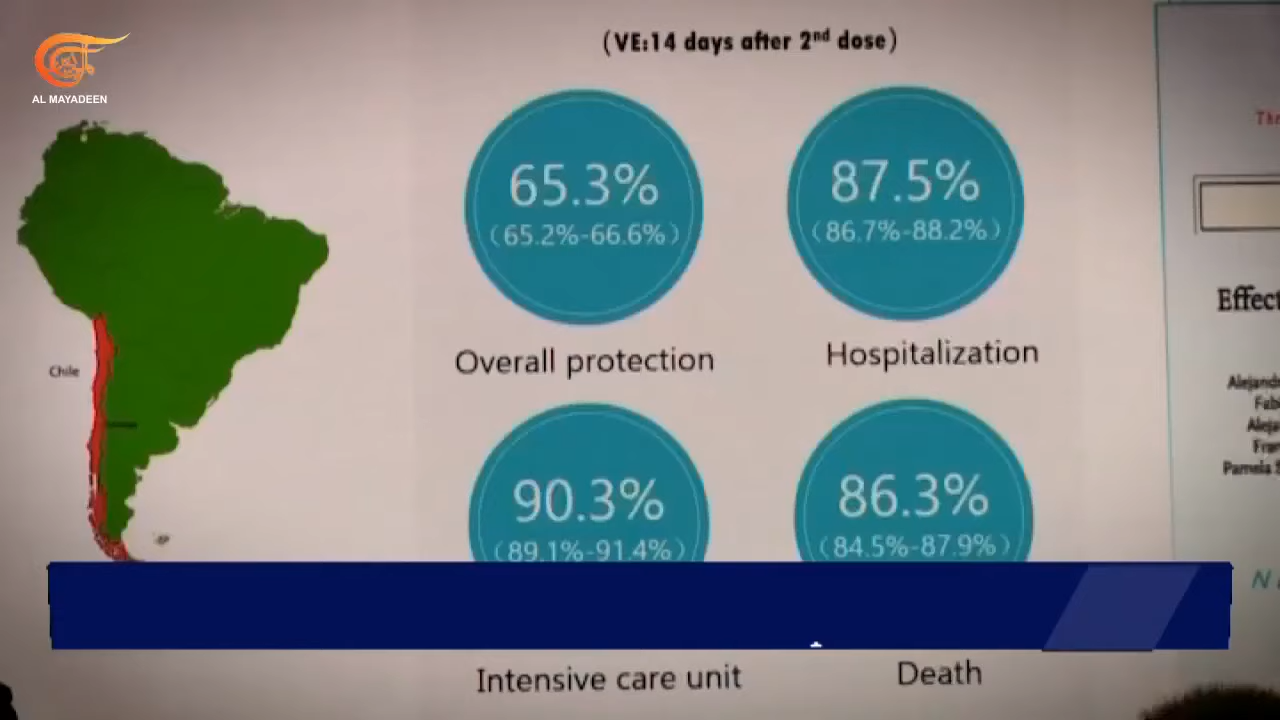 AL MAYADEEN
(VE:14 days after 2nd dose)
65.3%
(65.2%-66.6%)
Overall protection
87.5%
(86.7%-88.2%)
Hospitalization
Chile
90.3%
(89.1%-91.4%)
Intensive care unit
86.3%
(84.5%-87.9%)
Death
Effect
Alejand
Fab
Aleja
Fran
Pamela S
N